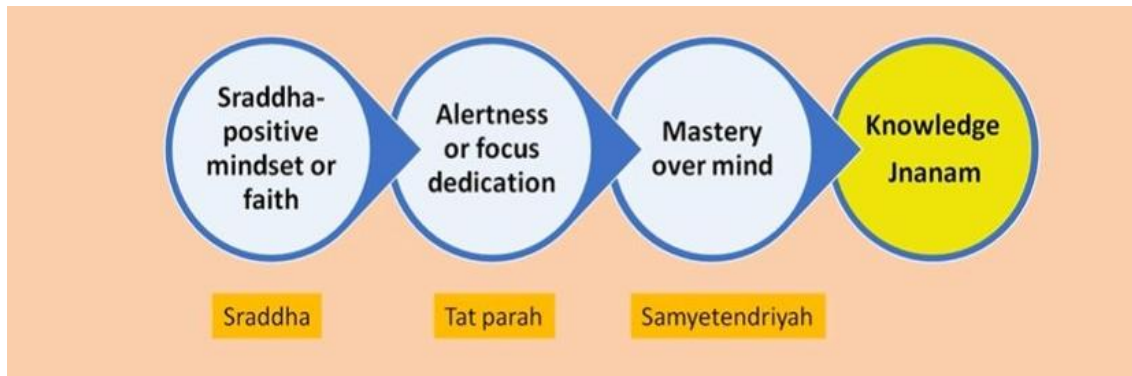 Sraddha-
positive
mindset or
faith
Alertness
or focus
dedication
Mastery
over mind
Knowledge
Jnanam
Sraddha
Tat parah
Samyetendriyah